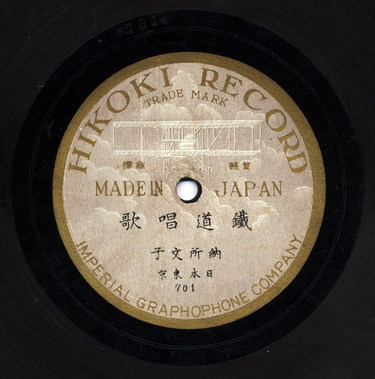 HIKOKI RECORD
TRADE MARK
MADE IN JAPAN
鐵道唱歌
納所文子
日本東京
701
IMPERIAL GRAPHOPHONE COMPANY